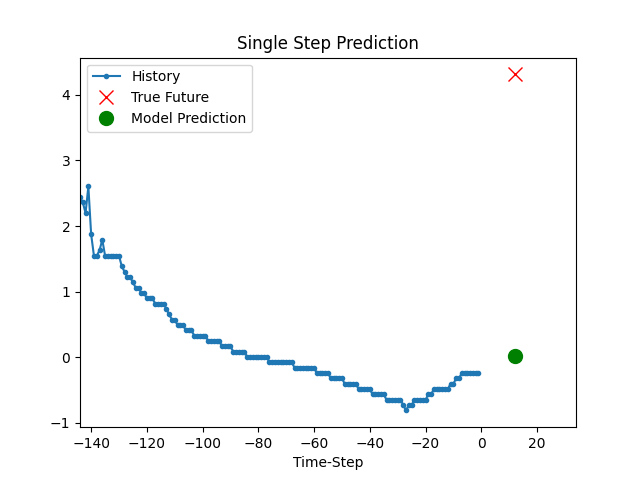 Single Step Prediction
History
True Future
Model Prediction
4
3
2
1
0
−1
−140 −120 −100 −80 −60 −40 −20 0 20
Time-Step